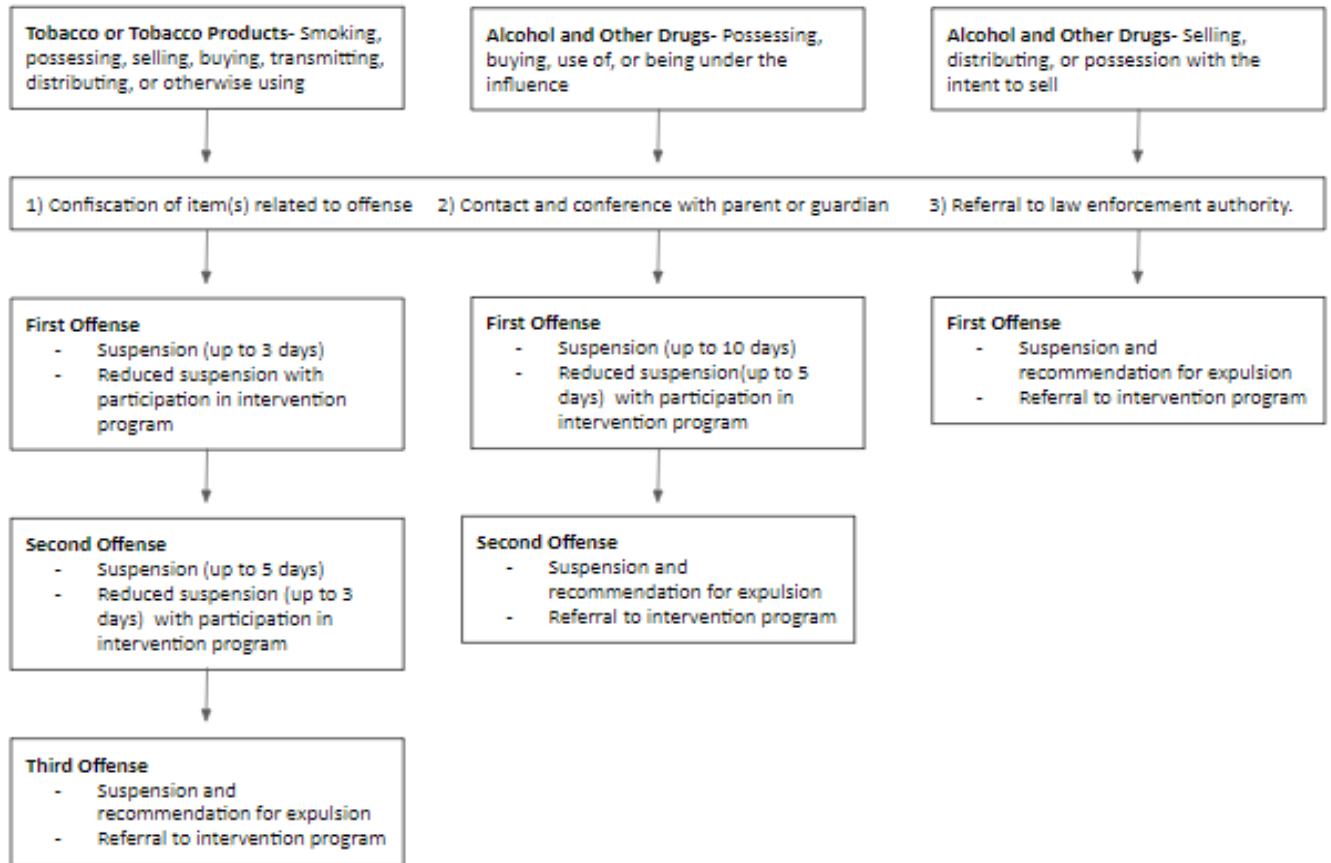 Tobacco or Tobacco Products- Smoking,
possessing, selling, buying, transmitting,
distributing, or otherwise using
Alcohol and Other Drugs- Possessing,
buying, use of, or being under the
influence
Alcohol and Other Drugs- Selling,
distributing, or possession with the
intent to sell
1) Confiscation of item(s) related to offense 2) Contact and conference with parent or guardian 3) Referral to law enforcement authority.
First Offense
- Suspension (up to 3 days)
- Reduced suspension with
participation in intervention
program
First Offense
- Suspension (up to 10 days)
- Reduced suspension(up to 5
days) with participation in
intervention program
First Offense
- Suspension and
recommendation for expulsion
- Referral to intervention program
Second Offense
- Suspension (up to 5 days)
- Reduced suspension (up to 3
days) with participation in
intervention program
Second Offense
- Suspension and
recommendation for expulsion
- Referral to intervention program
Third Offense
- Suspension and
recommendation for expulsion
- Referral to intervention program